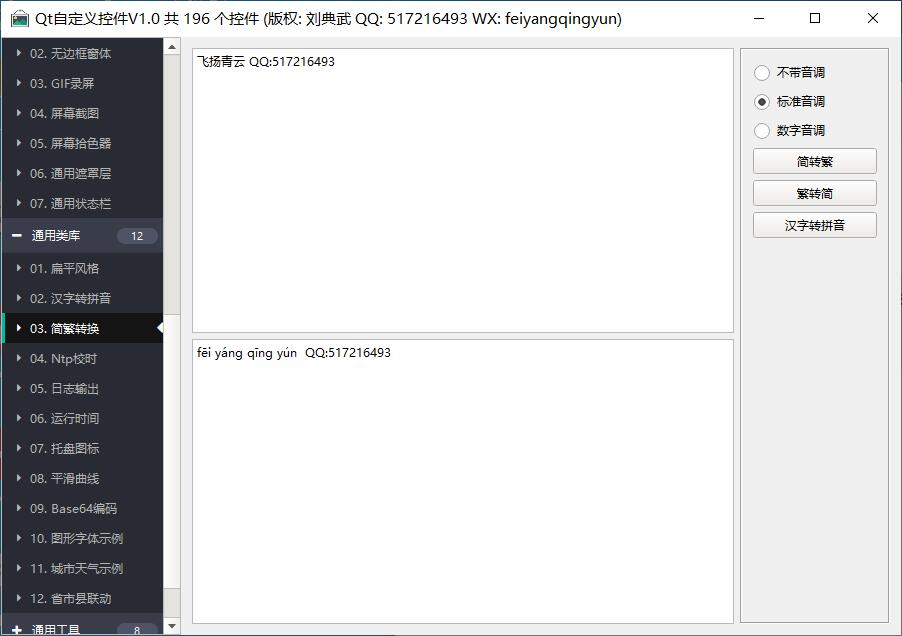 Qt自定义控件V1.0 共 196 个控件 (版权: 刘典武 QQ: 517216493 WX: feiyangqingyun)
02. 无边框窗体
03. GIF录屏
04. 屏幕截图
05. 屏幕拾色器
06. 通用遮罩层
07. 通用状态栏
通用类库 12
01. 扁平风格
02. 汉字转拼音
03. 简繁转换
04. Ntp校时
05. 日志输出
06. 运行时间
07. 托盘图标
08. 平滑曲线
09. Base64编码
10. 图形字体示例
11. 城市天气示例
12. 省市县联动
通用工具 8
飞扬青云 QQ:517216493
fēi yáng qīng yún  QQ:517216493
不带音调
标准音调
数字音调
简转繁
繁转简
汉字转拼音